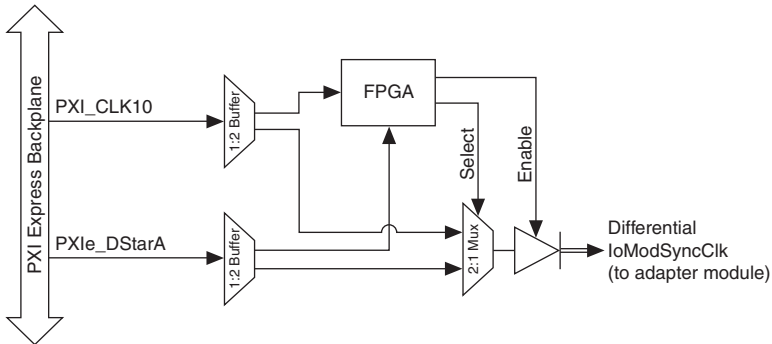 PXI Express Backplane
PXI_CLK10
1:2 Buffer
FPGA
Select
Enable
PXIe_DStarA
1:2 Buffer
2:1 Mux
Differential
IoModSyncClk
(to adapter module)